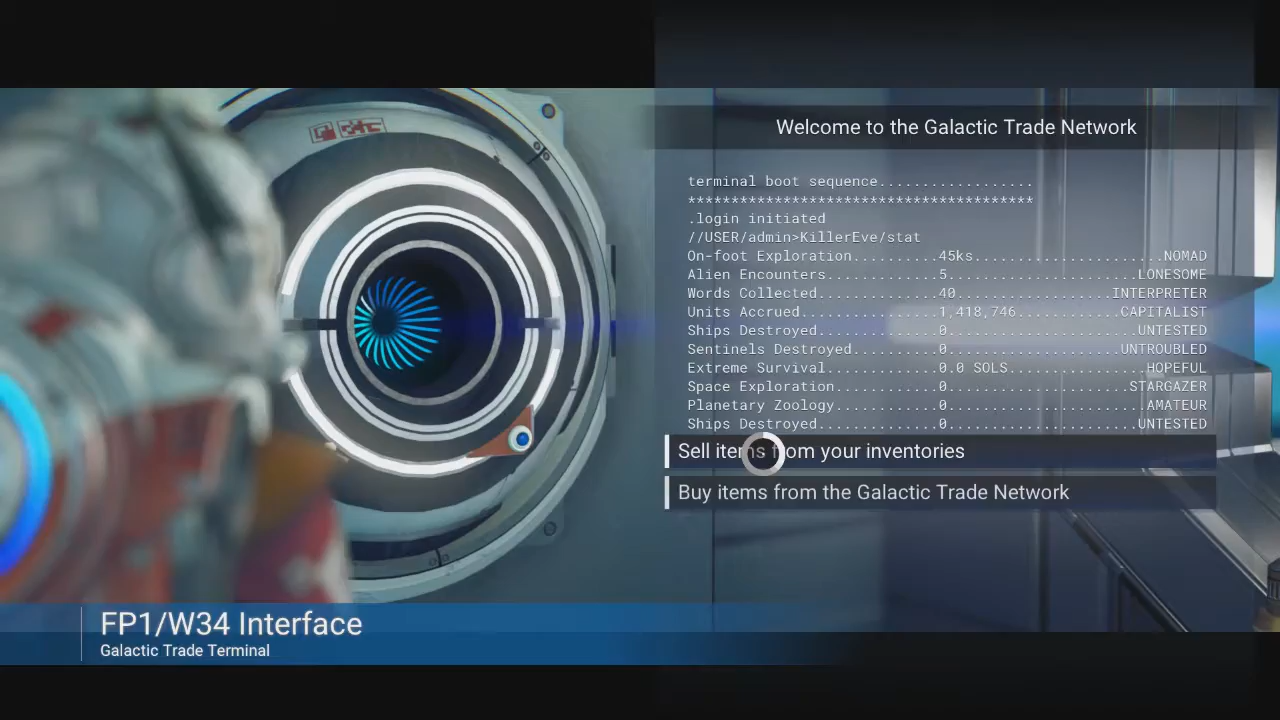 Welcome to the Galactic Trade Network
terminal boot sequence..................
****************************************
.login initiated
//USER/admin>KillerEve/stat
On-foot Exploration..........45ks......................NOMAD
Alien Encounters.............5......................LONESOME
Words Collected..............40...................INTERPRETER
Units Accrued................1,418,746............CAPITALIST
Ships Destroyed..............0......................UNTESTED
Sentinels Destroyed..........0....................UNTROUBLED
Extreme Survival.............0.0 SOLS................HOPEFUL
Space Exploration............0.....................STARGAZER
Planetary Zoology............0.......................AMATEUR
Ships Destroyed..............0......................UNTESTED
Sell items from your inventories
Buy items from the Galactic Trade Network
FP1/W34 Interface
Galactic Trade Terminal